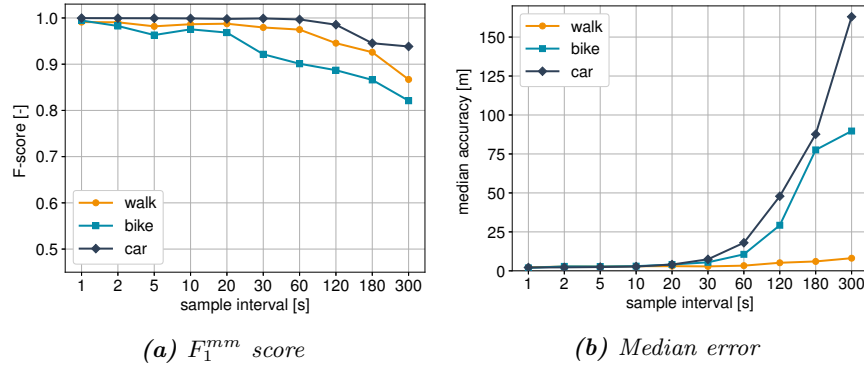 1.0
0.9
0.8
0.7
0.6
0.5
F-score [-]
walk
bike
car
1 2 5 10 20 30 60 120 180 300
sample interval [s]
(a) F₁ᵐᵐ score
150
125
100
75
50
25
0
median accuracy [m]
walk
bike
car
1 2 5 10 20 30 60 120 180 300
sample interval [s]
(b) Median error